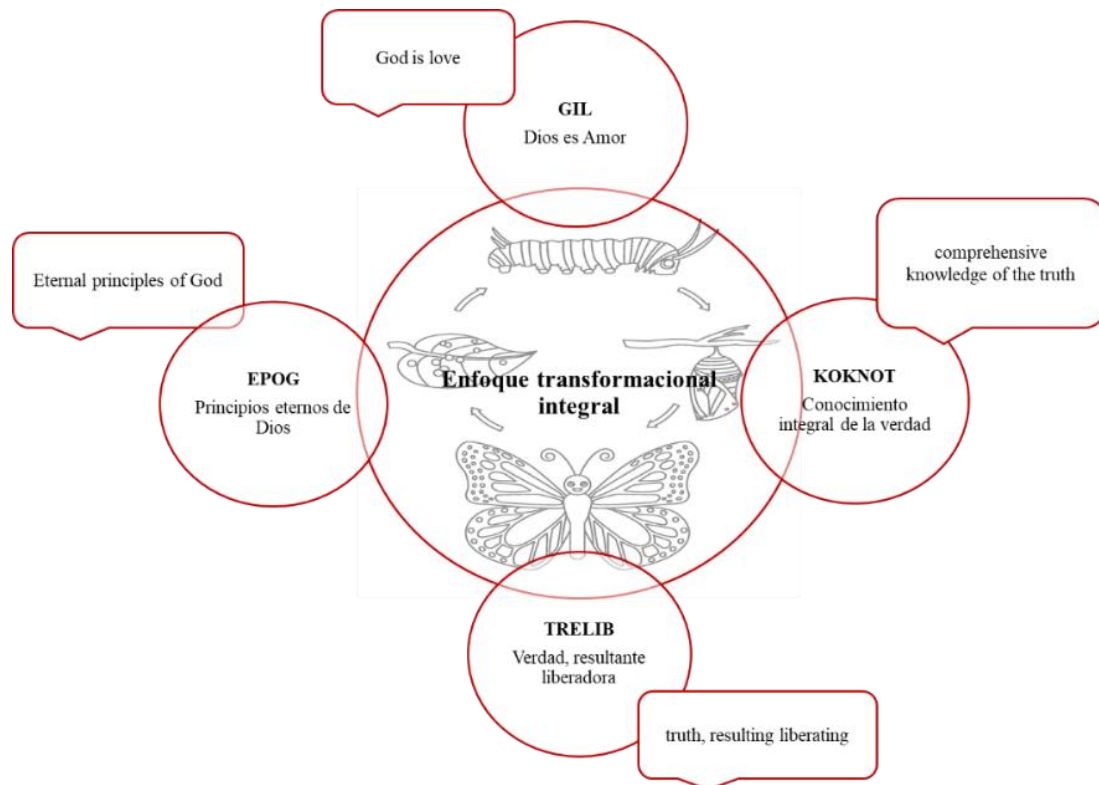 God is love
GIL
Dios es Amor
Eternal principles of God
comprehensive
knowledge of the truth
EPOG
Principios eternos de
Dios
Enfoque transformacional
integral
KOKNOT
Conocimiento
integral de la verdad
TRELIB
Verdad, resultante
liberadora
truth, resulting liberating